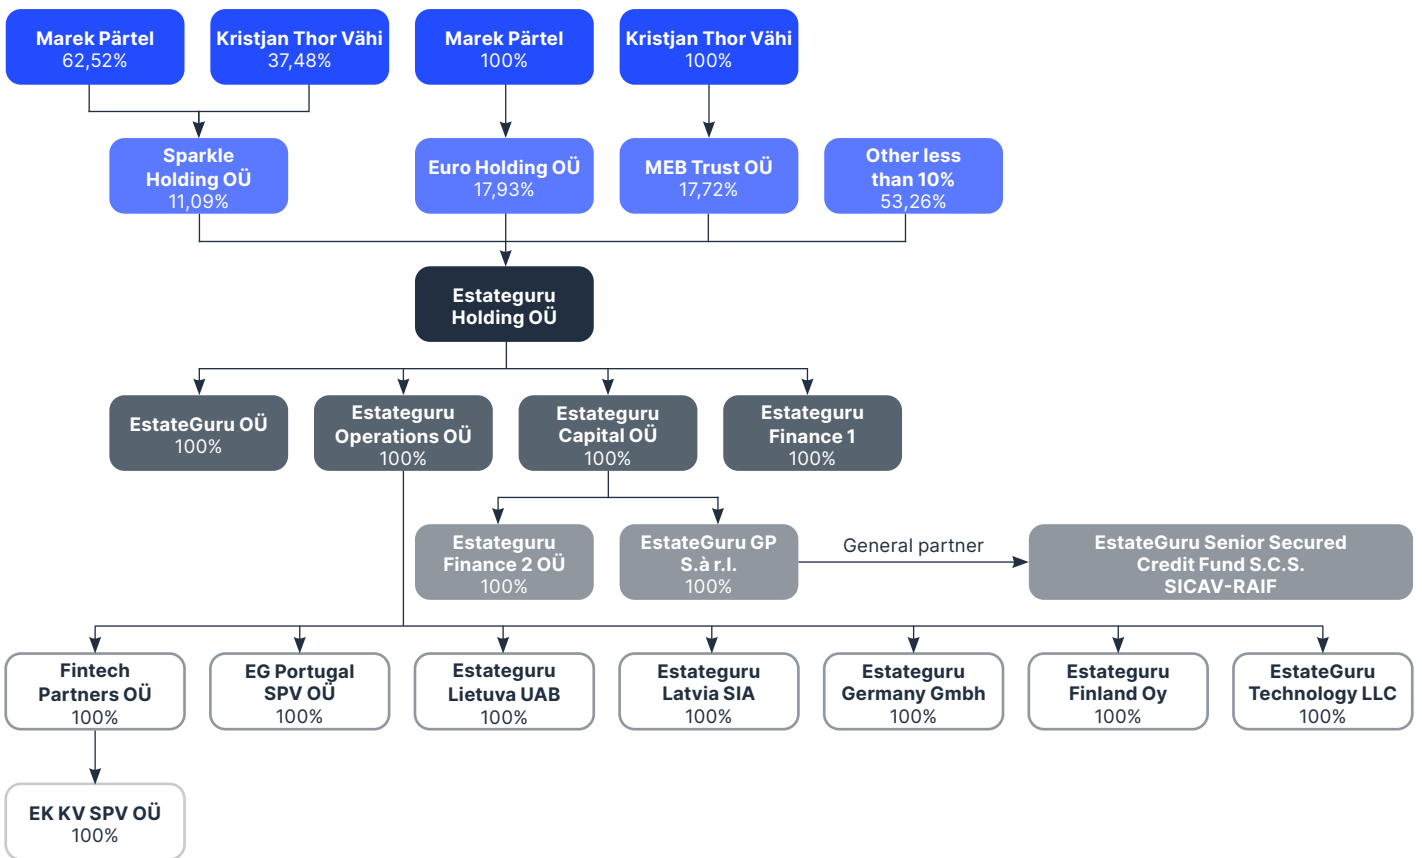 Marek Pärtel
62,52%
Kristjan Thor Vähi
37,48%
Marek Pärtel
100%
Kristjan Thor Vähi
100%
Sparkle
Holding OÜ
11,09%
Euro Holding OÜ
17,93%
MEB Trust OÜ
17,72%
Other less
than 10%
53,26%
Estateguru
Holding OÜ
EstateGuru OÜ
100%
Estateguru
Operations OÜ
100%
Estateguru
Capital OÜ
100%
Estateguru
Finance 1
100%
Estateguru
Finance 2 OÜ
100%
EstateGuru GP
S.à r.l.
100%
General partner
EstateGuru Senior Secured
Credit Fund S.C.S.
SICAV-RAIF
Fintech
Partners OÜ
100%
EG Portugal
SPV OÜ
100%
Estateguru
Lietuva UAB
100%
Estateguru
Latvia SIA
100%
Estateguru
Germany Gmbh
100%
Estateguru
Finland Oy
100%
EstateGuru
Technology LLC
100%
EK KV SPV OÜ
100%